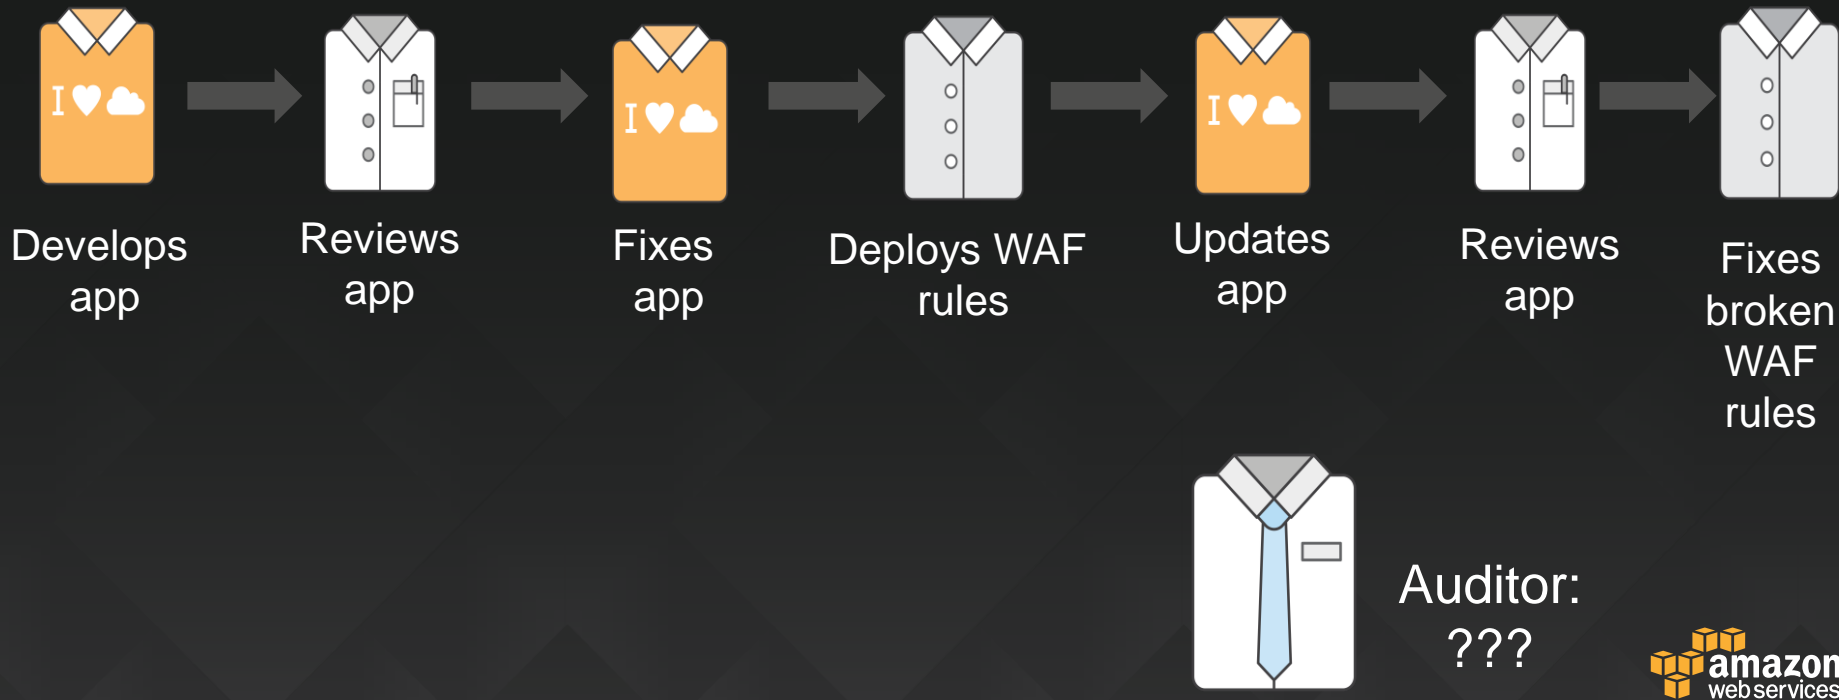 I
I
I
Develops
app
Reviews
app
Fixes
app
Deploys WAF
rules
Updates
app
Reviews
app
Fixes
broken
WAF
rules
Auditor:
???
amazon
webservices